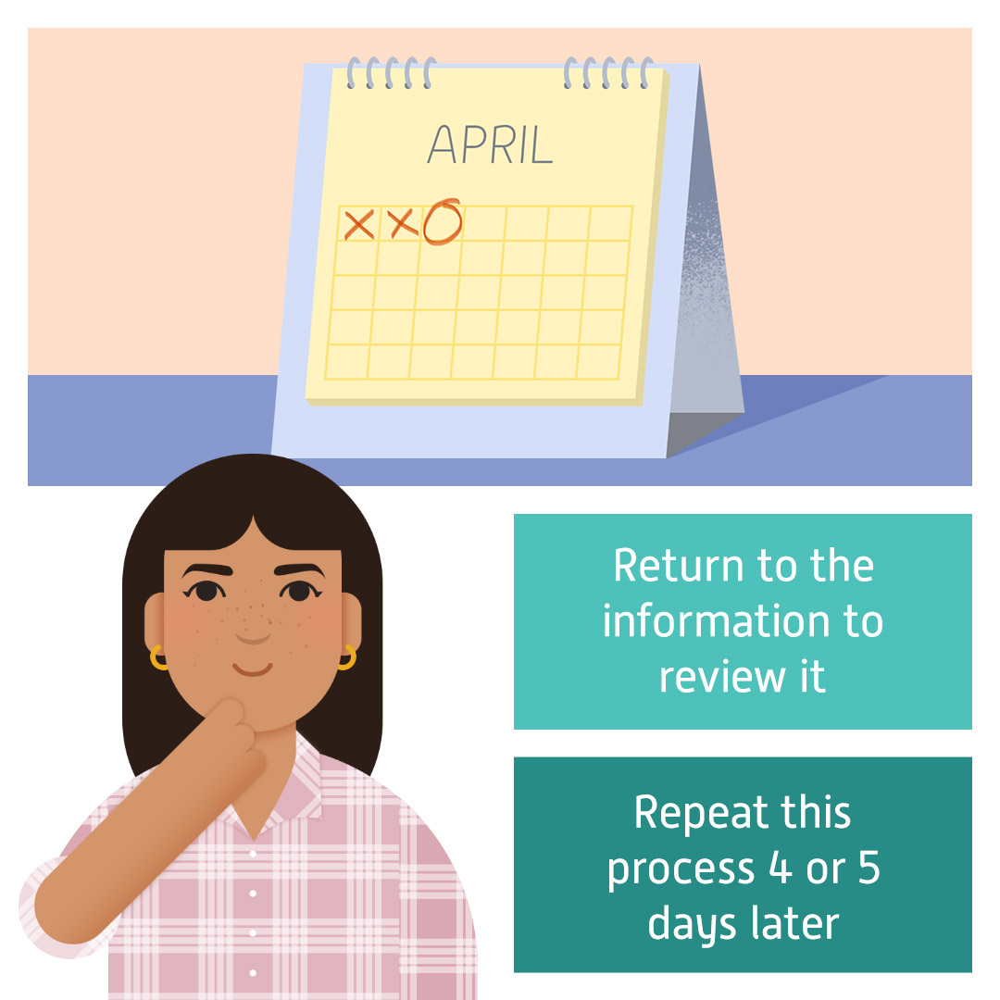 APRIL
Return to the
information to
review it
Repeat this
process 4 or 5
days later